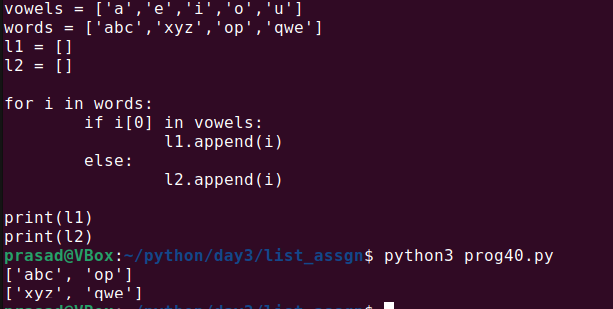 vowels = ['a','e','i','o','u']
words = ['abc','xyz','op','qwe']
l1 = []
l2 = []
for i in words:
        if i[0] in vowels:
                l1.append(i)
        else:
                l2.append(i)
print(l1)
print(l2)
prasad@VBox:~/python/day3/list_assgn$ python3 prog40.py
['abc', 'op']
['xyz', 'qwe']
prasad@VBox:~/python/day3/list_assgn$